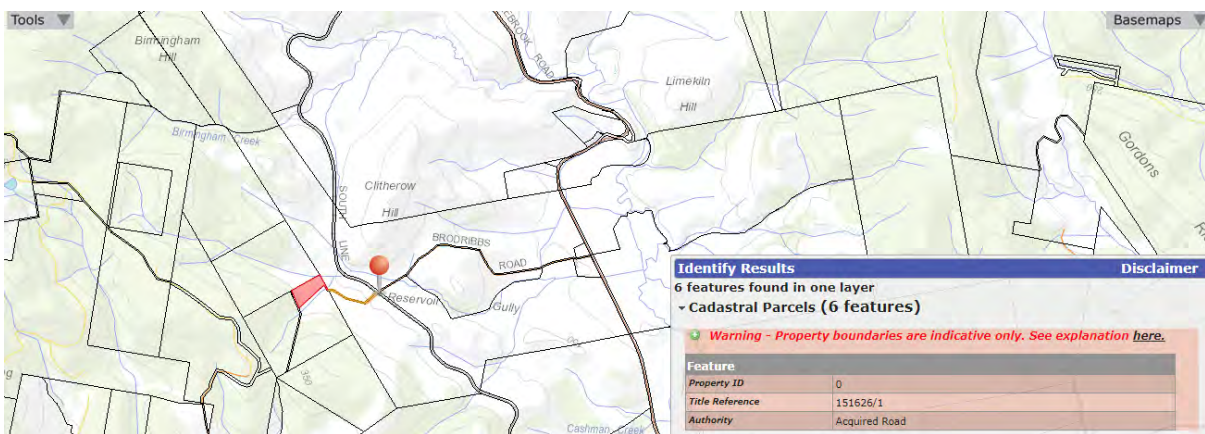 Tools
Basemaps
Birmingham
Hill
EBROOK ROAD
Limekiln
Hill
Birmingham Creek
Gordons
Clitherow
Hill
SOUTH LINE
BRODRIBBS ROAD
Reservoir Gully
350
Cashman Creek
Identify Results Disclaimer
6 features found in one layer
Cadastral Parcels (6 features)
Warning - Property boundaries are indicative only. See explanation here.
Feature
Property ID 0
Title Reference 151626/1
Authority Acquired Road